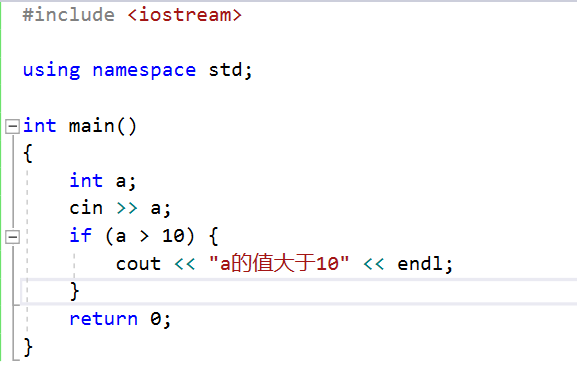 #include <iostream>
using namespace std;
int main()
{
int a;
cin >> a;
if (a > 10) {
cout << "a的值大于10" << endl;
}
return 0;
}